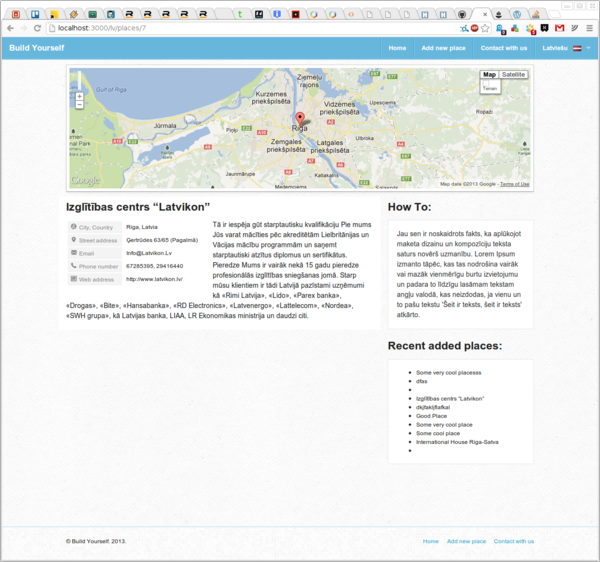 localhost:3000/lv/places/7
Build Yourself
Home
Add new place
Contact with us
Latviešu
Gulf of Riga
Jūrmala
Piņķi
Kurzemes
priekšpilsēta
Ziemeļu
rajons
Vidzemes
priekšpilsēta
Rīga
Zemgales
priekšpilsēta
Latgales
priekšpilsēta
Upesciems
Ropaži
Ulbroka
Jaunmārupe
Katlakalns
Map
Satellite
Terrain
Google
Map data ©2013 Google - Terms of Use
Izglītības centrs “Latvikon”
City, Country Riga, Latvia
Street address Ģertrūdes 63/65 (Pagalmā)
Email Info@Latvikon.Lv
Phone number 67285395, 29416440
Web address http://www.latvikon.lv/
Tā ir iespēja gūt starptautisku kvalifikāciju Pie mums
Jūs varat mācīties pēc akreditētām Lielbritānijas un
Vācijas mācību programmām un saņemt
starptautiski atzītus diplomus un sertifikātus.
Pieredze Mums ir vairāk nekā 15 gadu pieredze
profesionālās izglītības sniegšanas jomā. Starp
mūsu klientiem ir tādi Latvijā pazīstami uzņēmumi
kā «Rimi Latvija», «Lido», «Parex banka»,
«Drogas», «Bite», «Hansabanka», «RD Electronics», «Latvenergo», «Lattelecom», «Nordea»,
«SWH grupa», kā Latvijas banka, LIAA, LR Ekonomikas ministrija un daudzi citi.
How To:
Jau sen ir noskaidrots fakts, ka aplūkojot
maketa dizainu un kompozīciju teksta
saturs novērš uzmanību. Lorem Ipsum
izmanto tāpēc, kas tas nodrošina vairāk
vai mazāk vienmērīgu burtu izvietojumu
un padara to līdzīgu lasāmam tekstam
angļu valodā, kas neizdodas, ja vienu un
to pašu tekstu 'Šeit ir teksts, šeit ir teksts'
atkārto.
Recent added places:
Some very cool placesss
dfas
Izglītības centrs "Latvikon"
Good Place
Some very cool place
Some cool place
International House Riga-Satva
© Build Yourself. 2013.
Home
Add new place
Contact with us